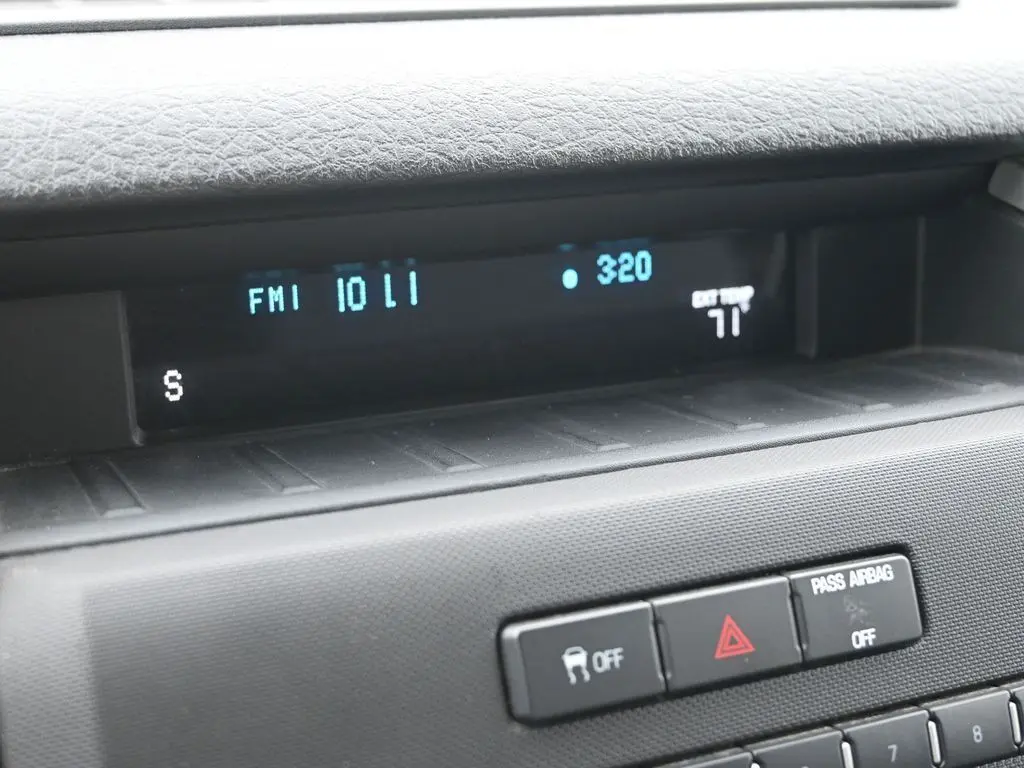 FM1 101.1 3:20
EXT TEMP
71°
S
PASS AIRBAG
OFF
OFF
7 8